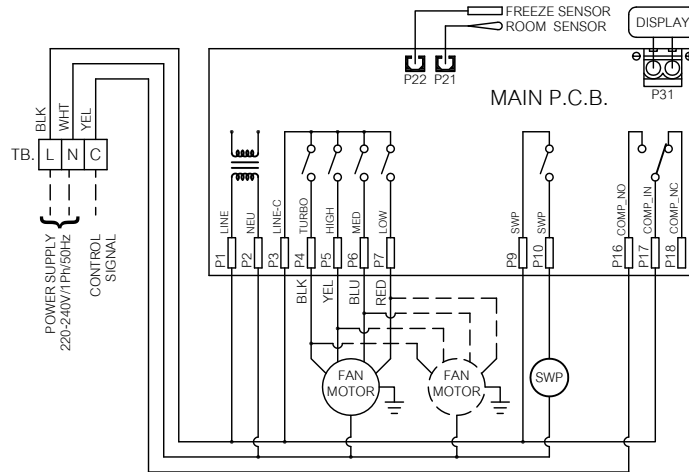 FREEZE SENSOR
ROOM SENSOR
DISPLAY
P22
P21
P31
MAIN P.C.B.
BLK
WHT
YEL
TB.
L
N
C
POWER SUPPLY
220-240V/1Ph/50Hz
CONTROL
SIGNAL
LINE
NEU
LINE-C
TURBO
HIGH
MED
LOW
SWP
SWP
COMP_NO
COMP_IN
COMP_NC
P1
P2
P3
P4
P5
P6
P7
P9
P10
P16
P17
P18
BLK
YEL
BLU
RED
FAN
MOTOR
FAN
MOTOR
SWP